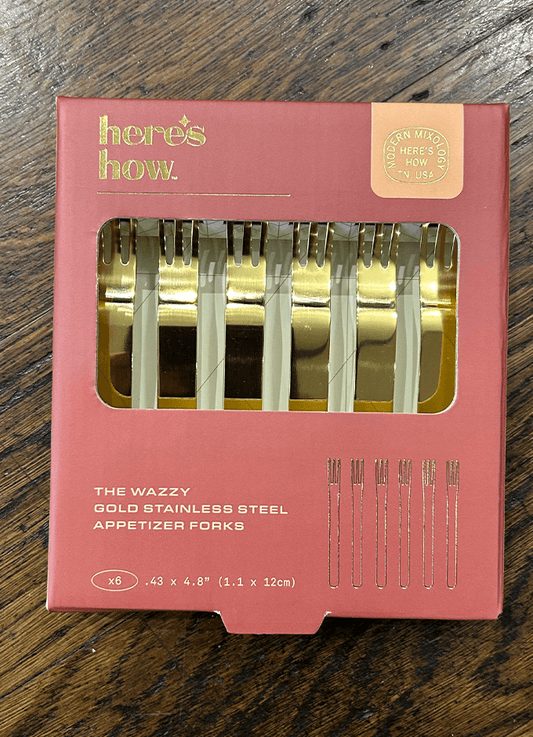 here's
how™
MODERN MIXOLOGY
HERE'S
HOW
TN, USA
THE WAZZY
GOLD STAINLESS STEEL
APPETIZER FORKS
x6 .43 x 4.8" (1.1 x 12cm)